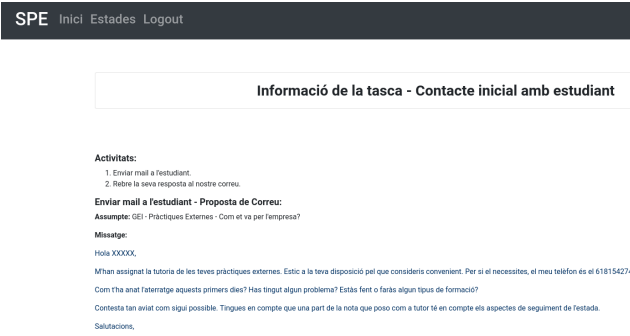 SPE Inici Estades Logout
Informació de la tasca - Contacte inicial amb estudiant
Activitats:
1. Enviar mail a l'estudiant.
2. Rebre la seva resposta al nostre correu.
Enviar mail a l'estudiant - Proposta de Correu:
Assumpte: GEI - Pràctiques Externes - Com et va per l'empresa?
Missatge:
Hola XXXXX,
M'han assignat la tutoria de les teves pràctiques externes. Estic a la teva disposició pel que consideris convenient. Per si el necessites, el meu telèfon és el 618154274
Com t'ha anat l'aterratge aquests primers dies? Has tingut algun problema? Estàs fent o faràs algun tipus de formació?
Contesta tan aviat com sigui possible. Tingues en compte que una part de la nota que poso com a tutor té en compte els aspectes de seguiment de l'estada.
Salutacions,